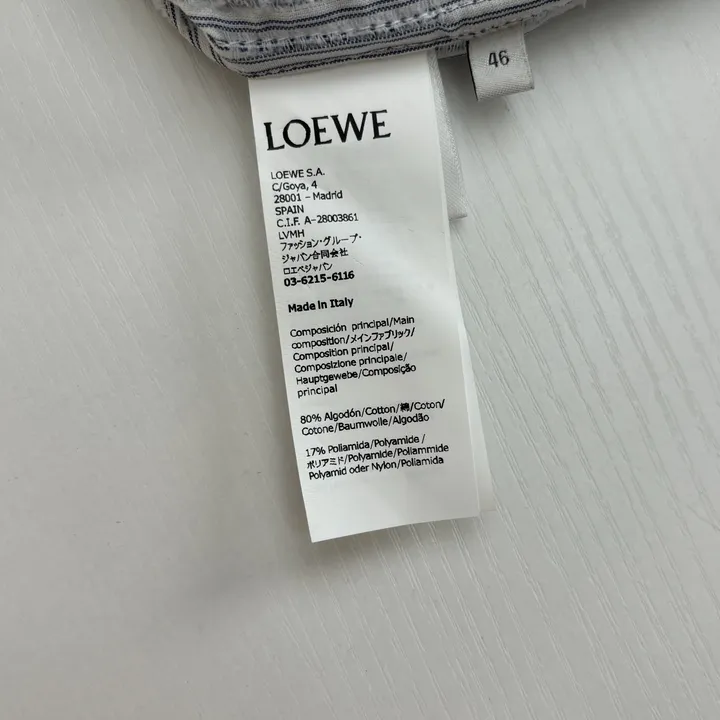 46
LOEWE
LOEWE S.A.
C/Goya, 4
28001 - Madrid
SPAIN
C.I.F. A-28003861
LVMH
ファッション・グループ・
ジャパン合同会社
ロエベジャパン
03-6215-6116
Made in Italy
Composición principal/Main
composition/メインファブリック/
Composition principal/
Composizione principale/
Hauptgewebe/Composição
principal
80% Algodón/Cotton/綿/Coton/
Cotone/Baumwolle/Algodão
17% Poliamida/Polyamide/
ポリアミド/Polyamide/Poliammide
Polyamid oder Nylon/Poliamida